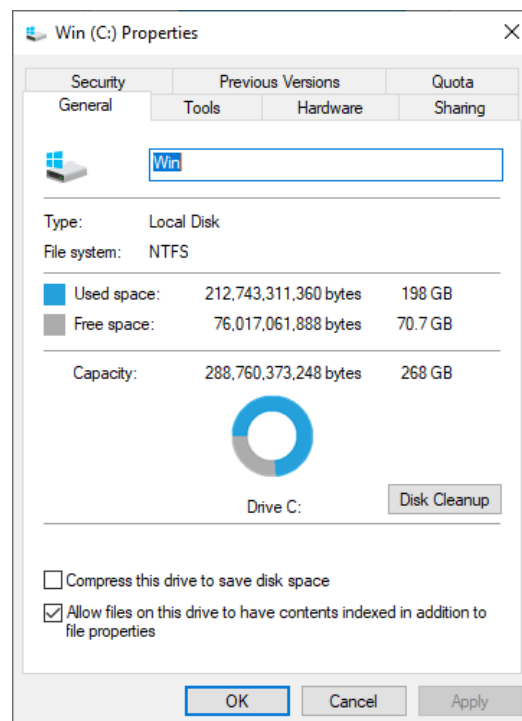 Win (C:) Properties
Security Previous Versions Quota
General Tools Hardware Sharing
Win
Type: Local Disk
File system: NTFS
Used space: 212,743,311,360 bytes 198 GB
Free space: 76,017,061,888 bytes 70.7 GB
Capacity: 288,760,373,248 bytes 268 GB
Drive C: Disk Cleanup
Compress this drive to save disk space
Allow files on this drive to have contents indexed in addition to
file properties
OK Cancel Apply